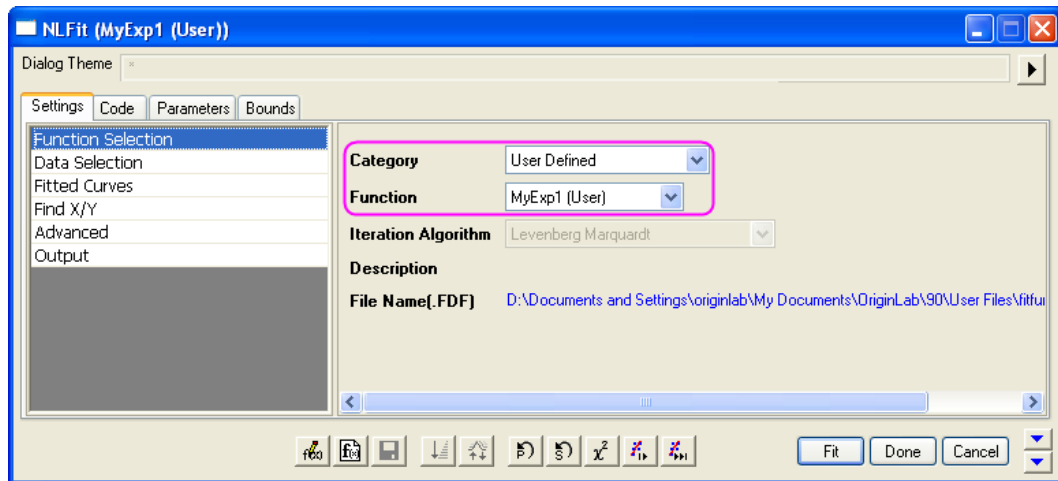 NLFit (MyExp1 (User))
Dialog Theme *
Settings Code Parameters Bounds
Function Selection
Data Selection
Fitted Curves
Find X/Y
Advanced
Output
Category User Defined
Function MyExp1 (User)
Iteration Algorithm Levenberg Marquardt
Description
File Name(.FDF) D:\Documents and Settings\originlab\My Documents\OriginLab\90\User Files\fitfu
Fit Done Cancel